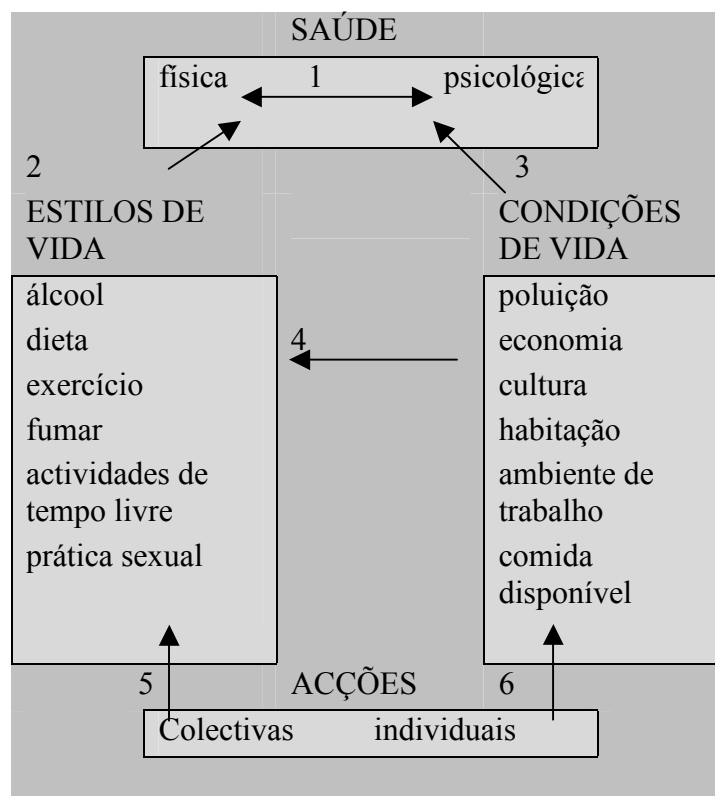 SAÚDE
física 1 psicológica
2 3
ESTILOS DE
VIDA
CONDIÇÕES
DE VIDA
álcool
dieta
exercício
fumar
actividades de
tempo livre
prática sexual
4
poluição
economia
cultura
habitação
ambiente de
trabalho
comida
disponível
5 ACÇÕES 6
Colectivas individuais